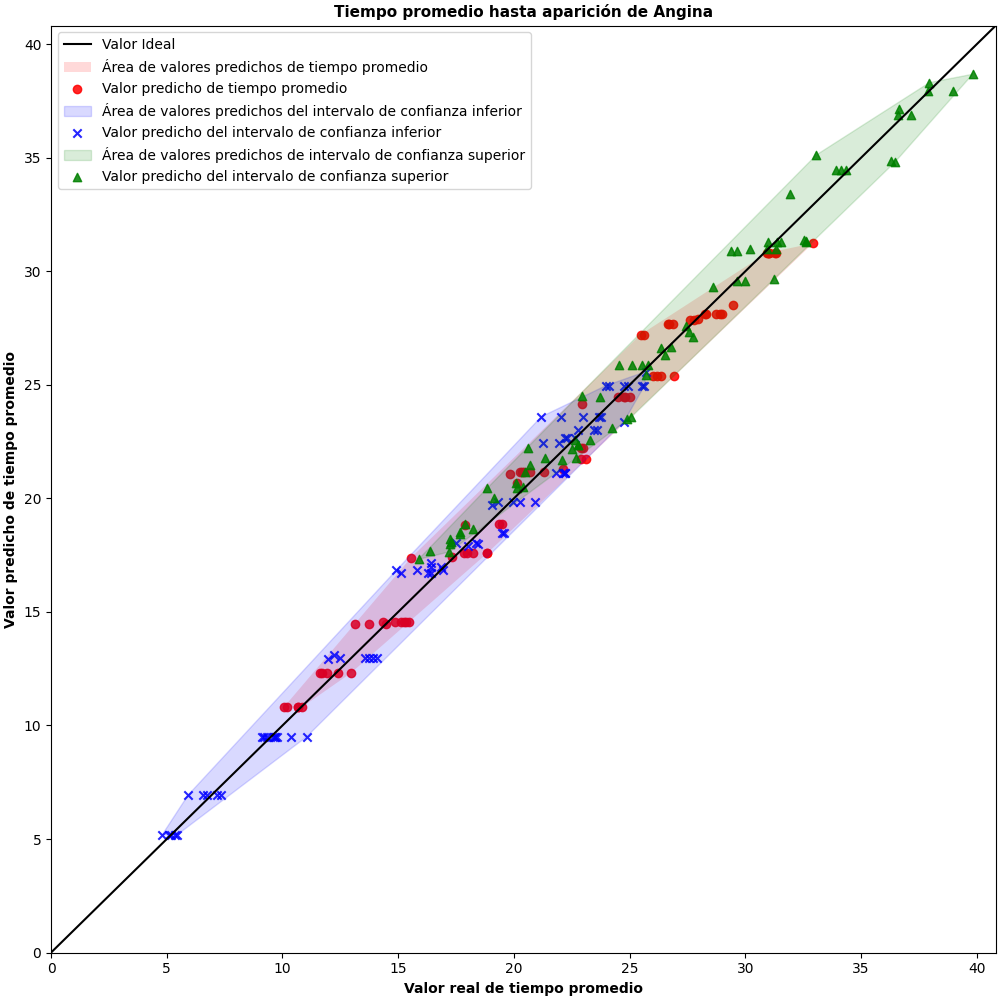 Tiempo promedio hasta aparición de Angina
Valor Ideal
Área de valores predichos de tiempo promedio
Valor predicho de tiempo promedio
Área de valores predichos del intervalo de confianza inferior
Valor predicho del intervalo de confianza inferior
Área de valores predichos de intervalo de confianza superior
Valor predicho del intervalo de confianza superior
Valor predicho de tiempo promedio
40
35
30
25
20
15
10
5
0
0 5 10 15 20 25 30 35 40
Valor real de tiempo promedio